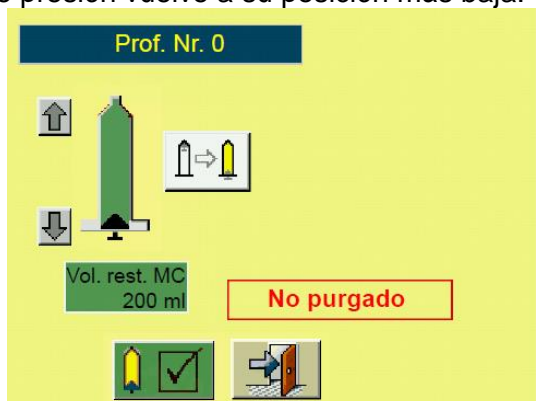 presión vuelve a su posición más baja.
Prof. Nr. 0
Vol. rest. MC
200 ml
No purgado